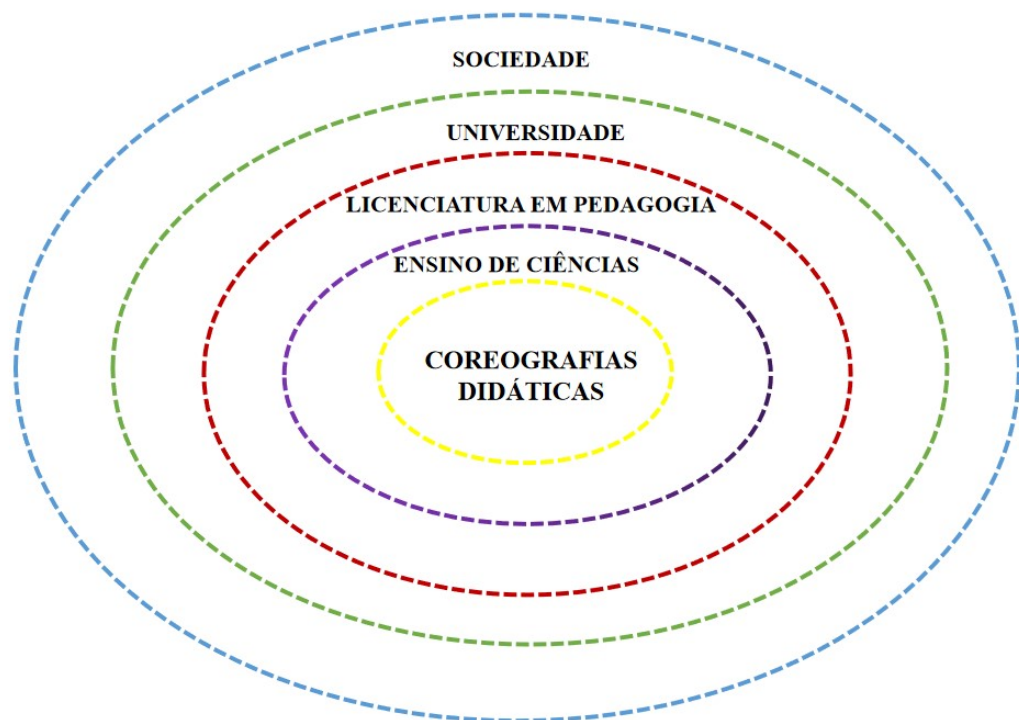 SOCIEDADE
UNIVERSIDADE
LICENCIATURA EM PEDAGOGIA
ENSINO DE CIÊNCIAS
COREOGRAFIAS
DIDÁTICAS